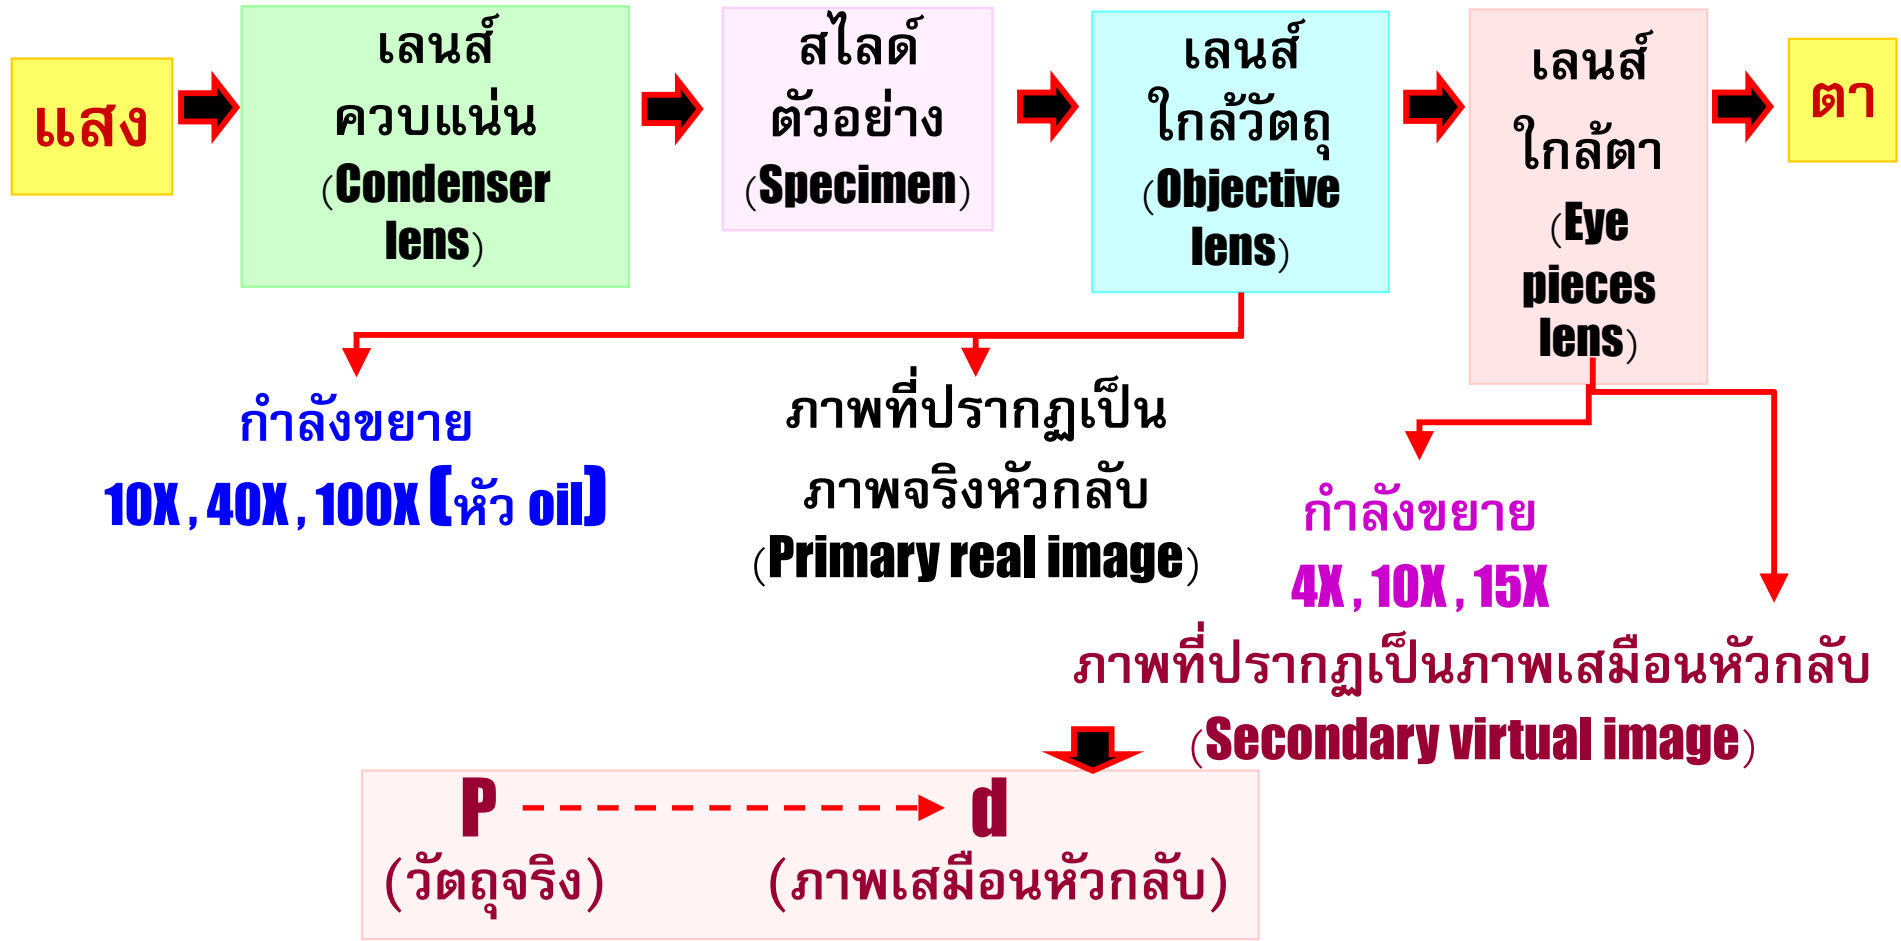 แสง
เลนส์
ควบแน่น
(Condenser
lens)
สไลด์
ตัวอย่าง
(Specimen)
เลนส์
ใกล้วัตถุ
(Objective
lens)
เลนส์
ใกล้ตา
(Eye
pieces
lens)
ตา
กำลังขยาย
10X , 40X , 100X (หัว oil)
ภาพที่ปรากฏเป็น
ภาพจริงหัวกลับ
(Primary real image)
กำลังขยาย
4X , 10X , 15X
ภาพที่ปรากฏเป็นภาพเสมือนหัวกลับ
(Secondary virtual image)
P d
(วัตถุจริง) (ภาพเสมือนหัวกลับ)